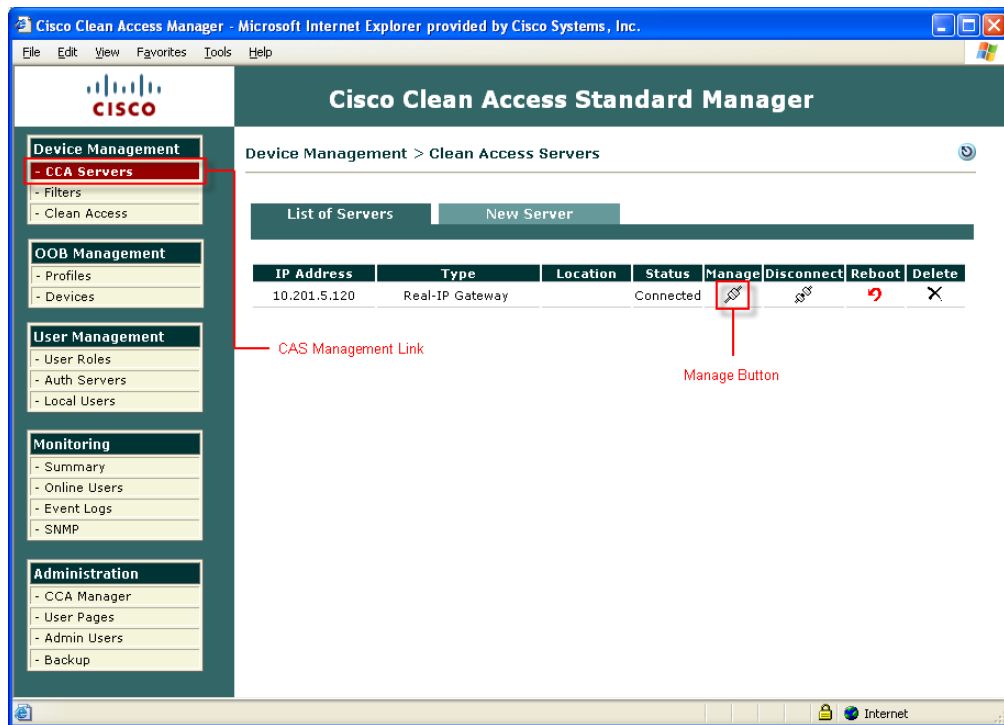 Cisco Clean Access Manager - Microsoft Internet Explorer provided by Cisco Systems, Inc.
File Edit View Favorites Tools Help
CISCO
Cisco Clean Access Standard Manager
Device Management
- CCA Servers
- Filters
- Clean Access
OOB Management
- Profiles
- Devices
User Management
- User Roles
- Auth Servers
- Local Users
Monitoring
- Summary
- Online Users
- Event Logs
- SNMP
Administration
- CCA Manager
- User Pages
- Admin Users
- Backup
Device Management > Clean Access Servers
List of Servers New Server
IP Address Type Location Status Manage Disconnect Reboot Delete
10.201.5.120 Real-IP Gateway Connected
CAS Management Link
Manage Button
Internet